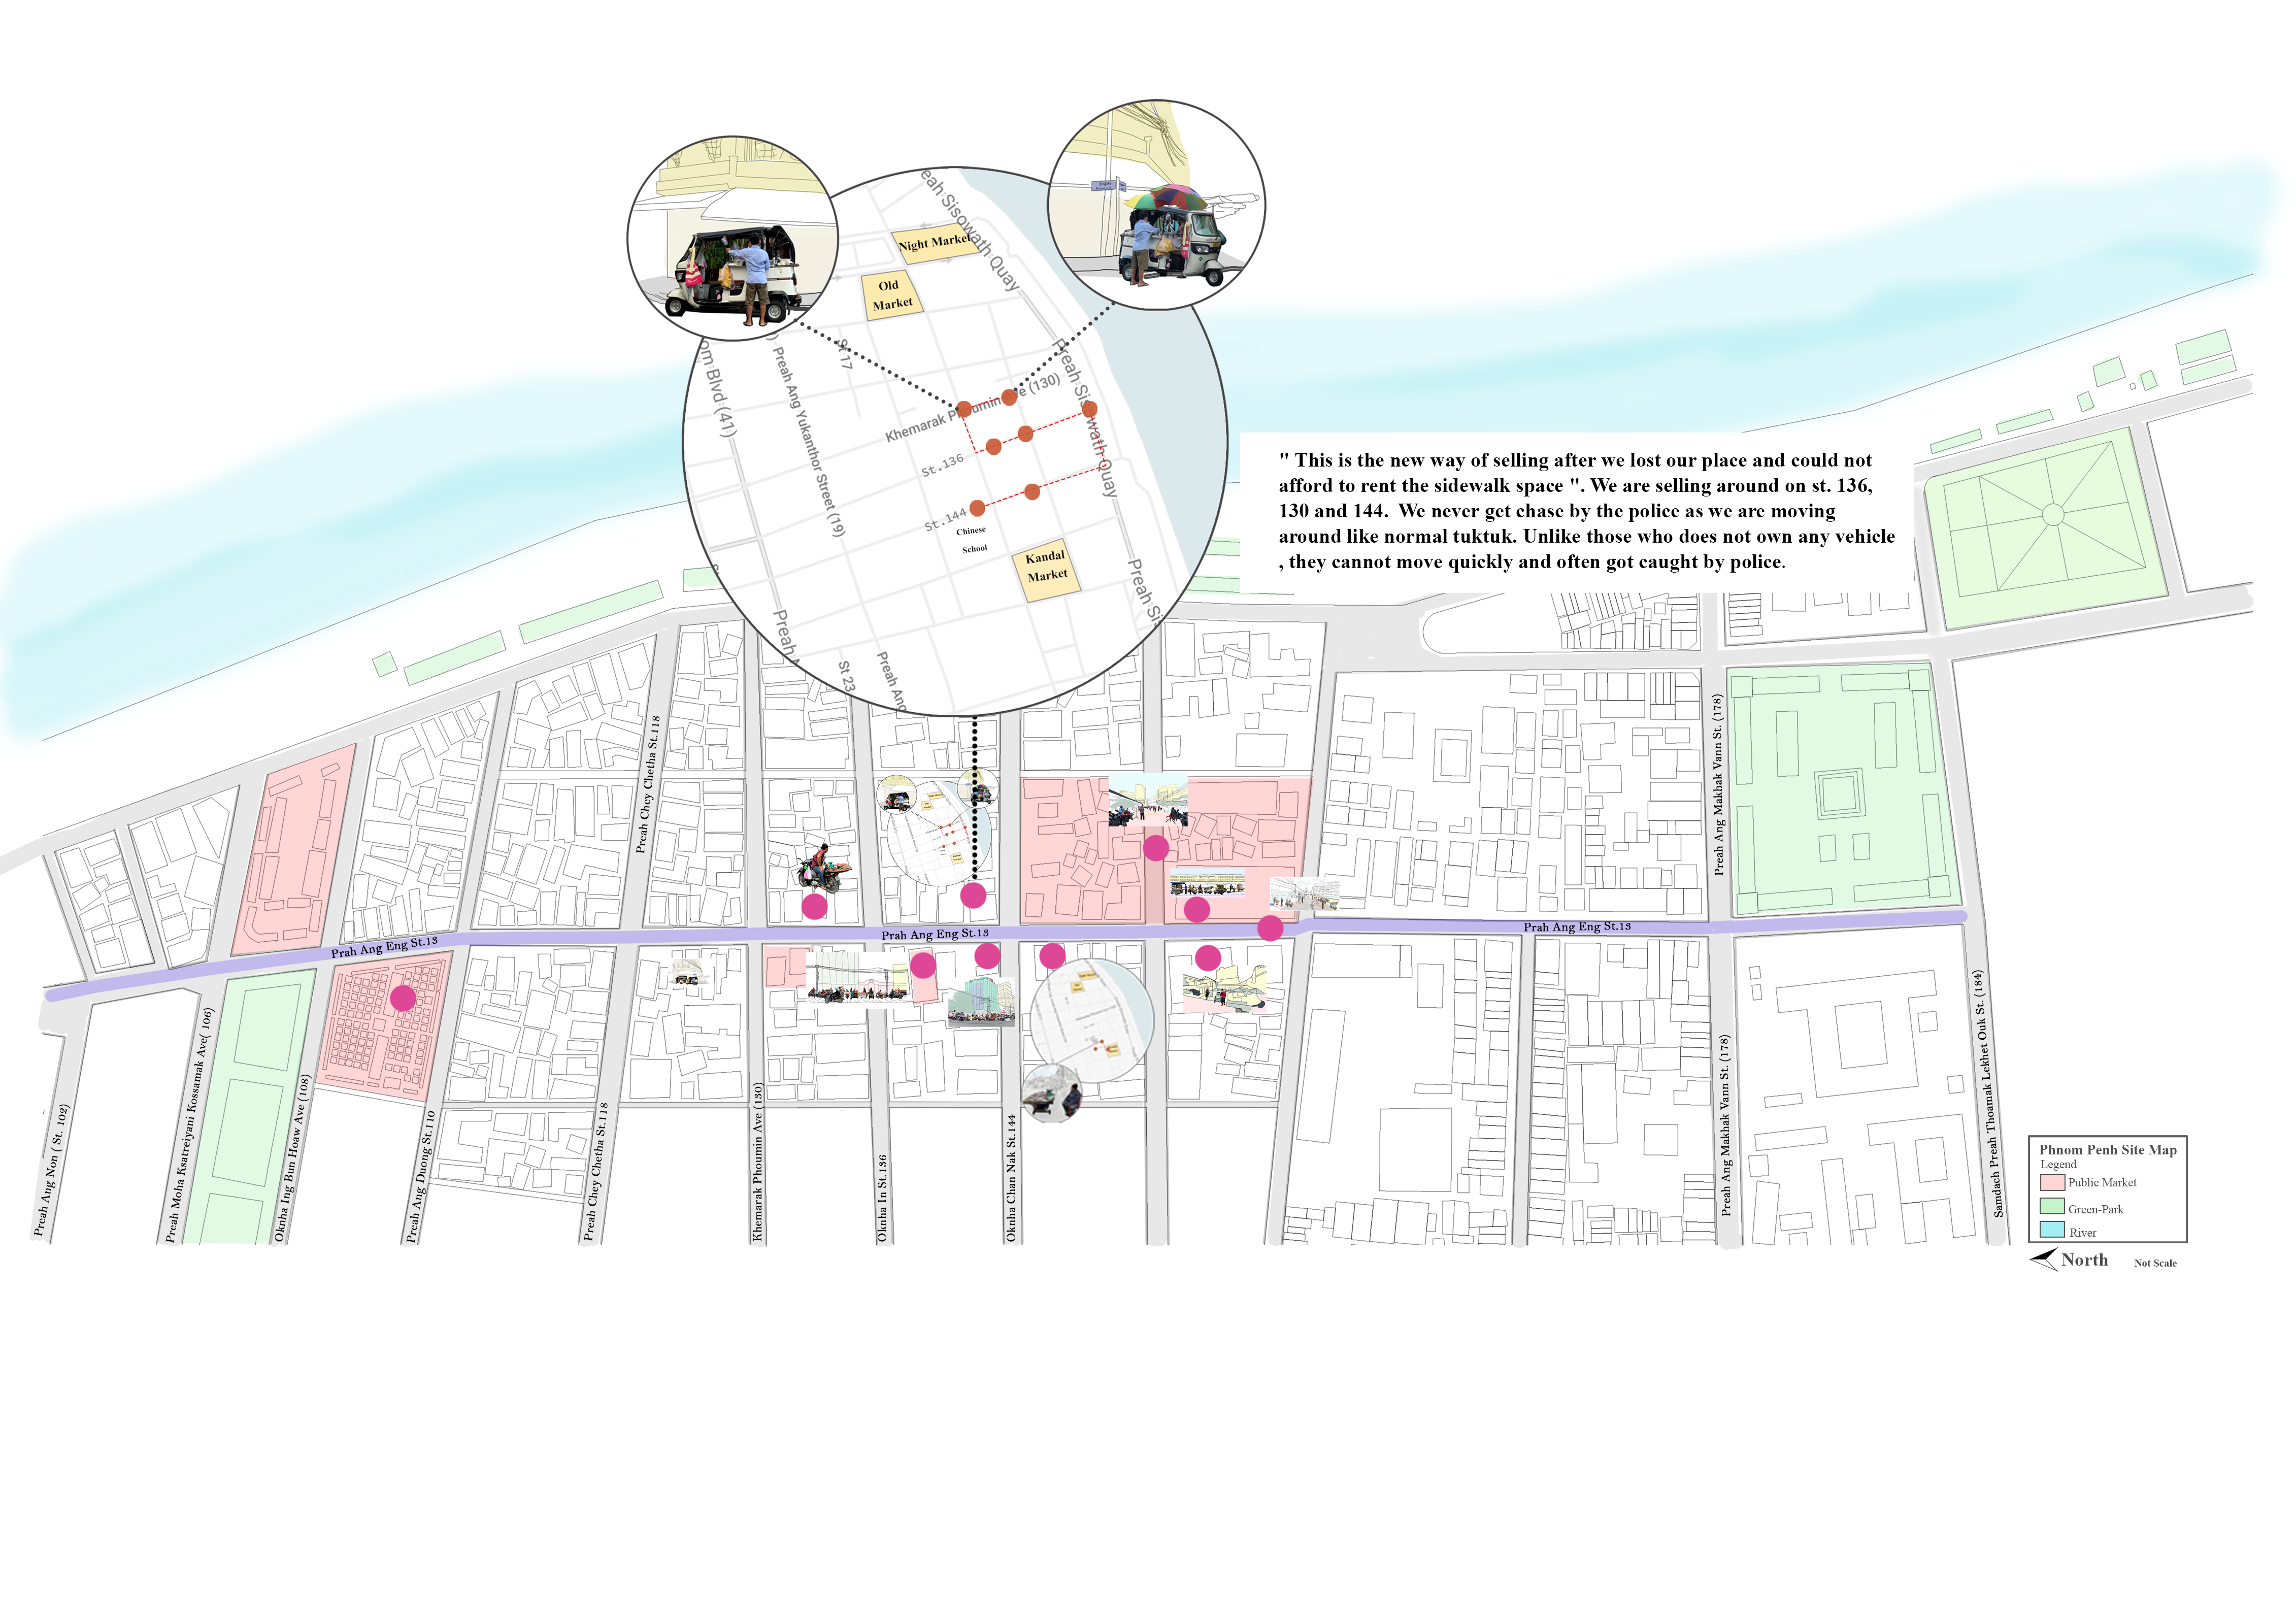 eah Sisowath Quay
Night Market
Old
Market
St 17
Preah Sisowath Quay
om Blvd (41)
Preah Ang Yukanthor Street (19)
Khemarak Phoumin Ave (130)
St.136
St.144
Chinese
School
Kandal
Market
Preah Sis
Preah
St 23
Preah Ang
" This is the new way of selling after we lost our place and could not
afford to rent the sidewalk space ". We are selling around on st. 136,
130 and 144.  We never get chase by the police as we are moving
around like normal tuktuk. Unlike those who does not own any vehicle
, they cannot move quickly and often got caught by police.
Preah Chey Chetha St.118
Preah Ang Makhak Vann St. (178)
Prah Ang Eng St.13
Prah Ang Eng St.13
Prah Ang Eng St.13
Preah Ang Non ( St. 102)
Preah Moha Ksatreiyani Kossamak Ave( 106)
Oknha Ing Bun Hoaw Ave (108)
Preah Ang Duong St.110
Preah Chey Chetha St.118
Khemarak Phoumin Ave (130)
Oknha In St.136
Oknha Chan Nak St.144
Preah Ang Makhak Vann St. (178)
Samdach Preah Thoamak Lekhet Ouk St. (184)
Phnom Penh Site Map
Legend
Public Market
Green-Park
River
North
Not Scale